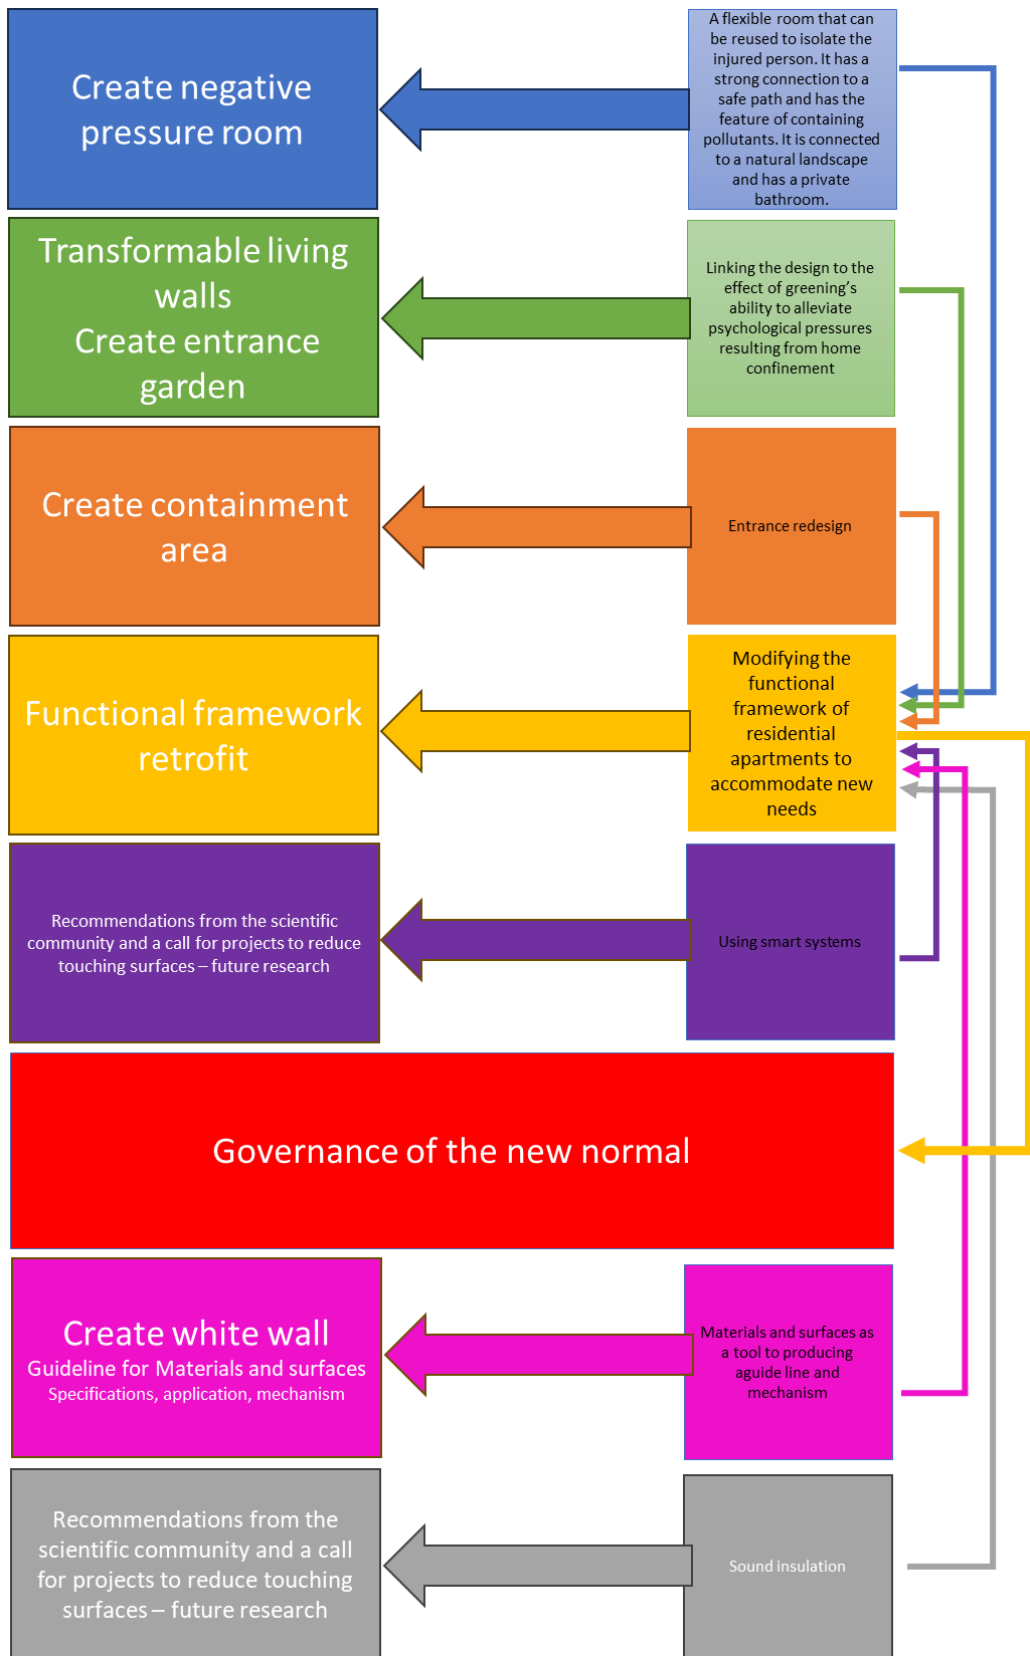 Create negative
pressure room
A flexible room that can
be reused to isolate the
injured person. It has a
strong connection to a
safe path and has the
feature of containing
pollutants. It is connected
to a natural landscape
and has a private
bathroom.
Transformable living
walls
Create entrance
garden
Linking the design to the
effect of greening's
ability to alleviate
psychological pressures
resulting from home
confinement
Create containment
area
Entrance redesign
Functional framework
retrofit
Modifying the
functional
framework of
residential
apartments to
accommodate new
needs
Recommendations from the scientific
community and a call for projects to reduce
touching surfaces – future research
Using smart systems
Governance of the new normal
Create white wall
Guideline for Materials and surfaces
Specifications, application, mechanism
Materials and surfaces as
a tool to producing
aguide line and
mechanism
Recommendations from the
scientific community and a call
for projects to reduce touching
surfaces – future research
Sound insulation